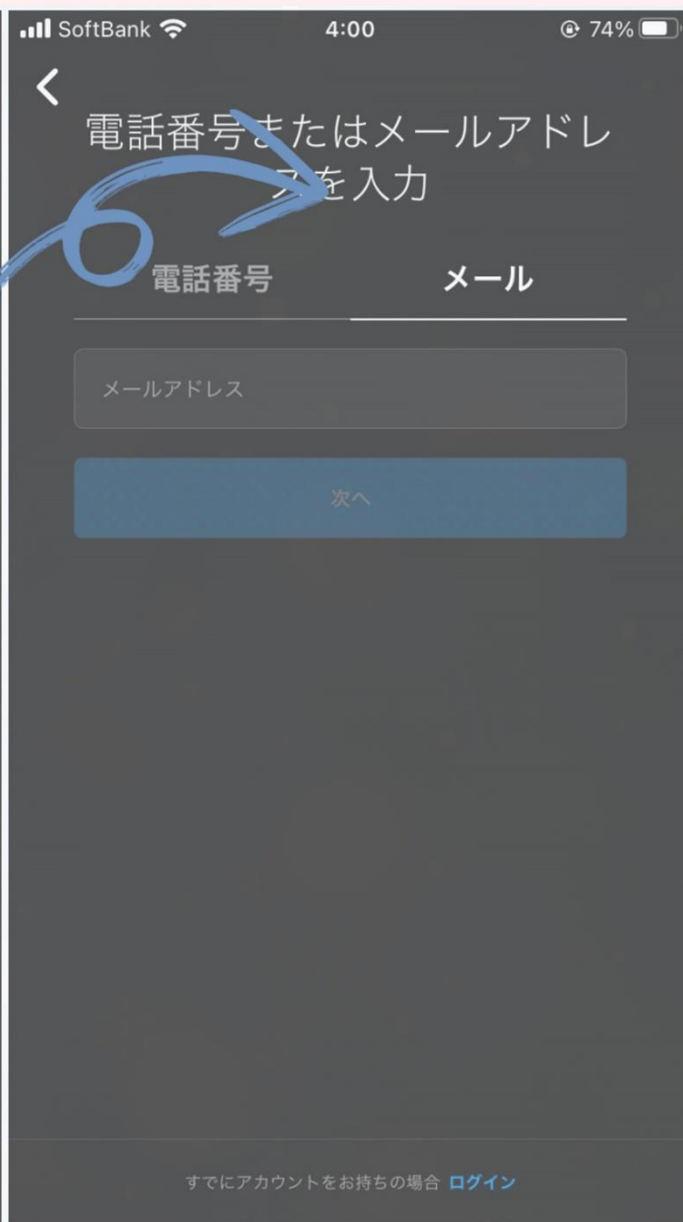 SoftBank 4:00 74%
電話番号またはメールアドレ
スを入力
電話番号 メール
メールアドレス
次へ
すでにアカウントをお持ちの場合 ログイン